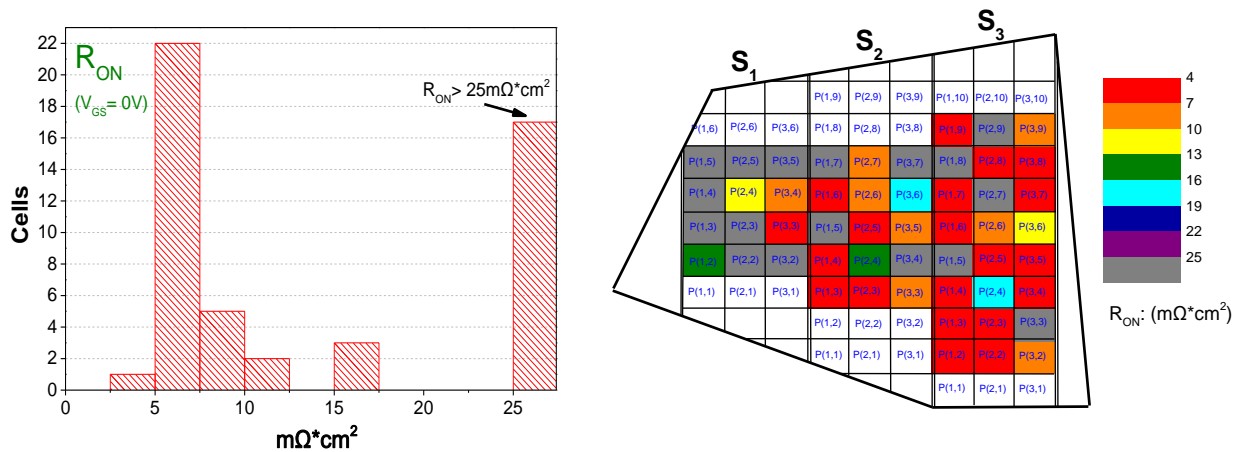 R_ON
(V_GS= 0V)
R_ON> 25mΩ*cm²
Cells
22
20
18
16
14
12
10
8
6
4
2
0
0 5 10 15 20 25
mΩ*cm²
S₁ S₂ S₃
P(1,9) P(2,9) P(3,9) P(1,10) P(2,10) P(3,10)
P(1,6) P(2,6) P(3,6) P(1,8) P(2,8) P(3,8) P(1,9) P(2,9) P(3,9)
P(1,5) P(2,5) P(3,5) P(1,7) P(2,7) P(3,7) P(1,8) P(2,8) P(3,8)
P(1,4) P(2,4) P(3,4) P(1,6) P(2,6) P(3,6) P(1,7) P(2,7) P(3,7)
P(1,3) P(2,3) P(3,3) P(1,5) P(2,5) P(3,5) P(1,6) P(2,6) P(3,6)
P(1,2) P(2,2) P(3,2) P(1,4) P(2,4) P(3,4) P(1,5) P(2,5) P(3,5)
P(1,1) P(2,1) P(3,1) P(1,3) P(2,3) P(3,3) P(1,4) P(2,4) P(3,4)
P(1,2) P(2,2) P(3,2) P(1,3) P(2,3) P(3,3)
P(1,1) P(2,1) P(3,1) P(1,2) P(2,2) P(3,2)
P(1,1) P(2,1) P(3,1)
4
7
10
13
16
19
22
25
R_ON: (mΩ*cm²)